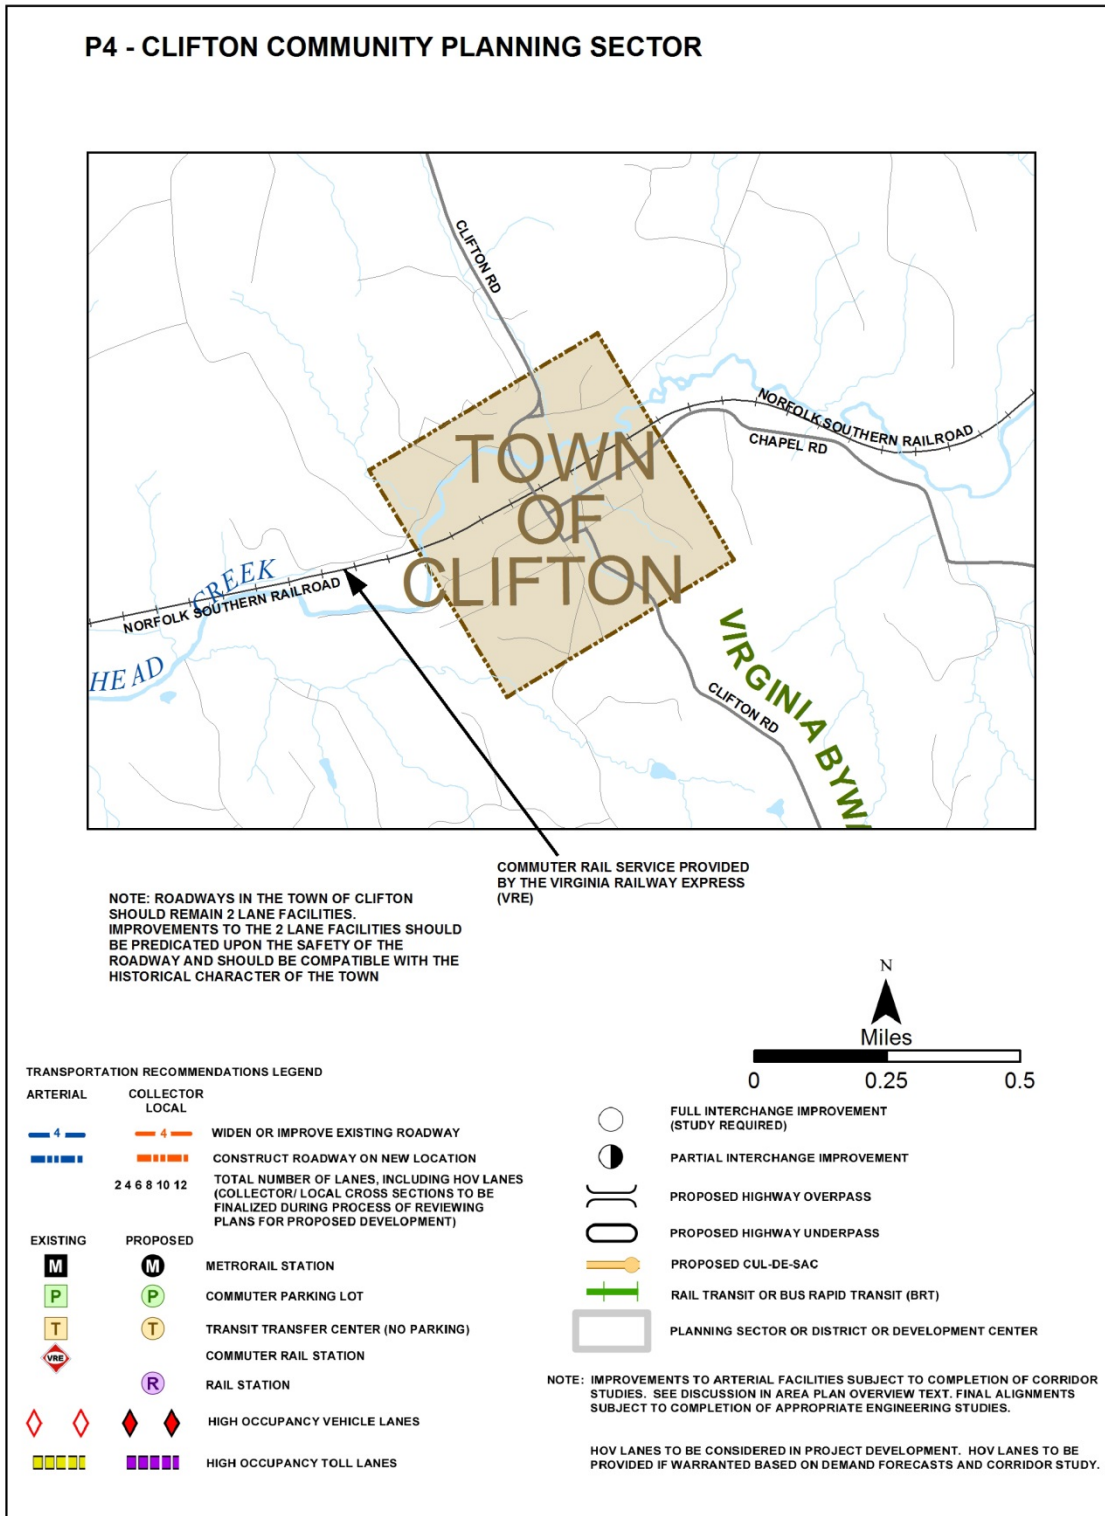 P4 - CLIFTON COMMUNITY PLANNING SECTOR
CLIFTON RD
NORFOLK SOUTHERN RAILROAD
CHAPEL RD
TOWN
OF
CLIFTON
CREEK
NORFOLK SOUTHERN RAILROAD
HEAD
VIRGINIA BYWA
CLIFTON RD
COMMUTER RAIL SERVICE PROVIDED
BY THE VIRGINIA RAILWAY EXPRESS
(VRE)
NOTE: ROADWAYS IN THE TOWN OF CLIFTON
SHOULD REMAIN 2 LANE FACILITIES.
IMPROVEMENTS TO THE 2 LANE FACILITIES SHOULD
BE PREDICATED UPON THE SAFETY OF THE
ROADWAY AND SHOULD BE COMPATIBLE WITH THE
HISTORICAL CHARACTER OF THE TOWN
N
Miles
0 0.25 0.5
TRANSPORTATION RECOMMENDATIONS LEGEND
ARTERIAL COLLECTOR
LOCAL
4 4 WIDEN OR IMPROVE EXISTING ROADWAY
CONSTRUCT ROADWAY ON NEW LOCATION
2 4 6 8 10 12 TOTAL NUMBER OF LANES, INCLUDING HOV LANES
(COLLECTOR/ LOCAL CROSS SECTIONS TO BE
FINALIZED DURING PROCESS OF REVIEWING
PLANS FOR PROPOSED DEVELOPMENT)
EXISTING PROPOSED
M M METRORAIL STATION
P P COMMUTER PARKING LOT
T T TRANSIT TRANSFER CENTER (NO PARKING)
VRE COMMUTER RAIL STATION
R RAIL STATION
HIGH OCCUPANCY VEHICLE LANES
HIGH OCCUPANCY TOLL LANES
FULL INTERCHANGE IMPROVEMENT
(STUDY REQUIRED)
PARTIAL INTERCHANGE IMPROVEMENT
PROPOSED HIGHWAY OVERPASS
PROPOSED HIGHWAY UNDERPASS
PROPOSED CUL-DE-SAC
RAIL TRANSIT OR BUS RAPID TRANSIT (BRT)
PLANNING SECTOR OR DISTRICT OR DEVELOPMENT CENTER
NOTE: IMPROVEMENTS TO ARTERIAL FACILITIES SUBJECT TO COMPLETION OF CORRIDOR
STUDIES. SEE DISCUSSION IN AREA PLAN OVERVIEW TEXT. FINAL ALIGNMENTS
SUBJECT TO COMPLETION OF APPROPRIATE ENGINEERING STUDIES.
HOV LANES TO BE CONSIDERED IN PROJECT DEVELOPMENT. HOV LANES TO BE
PROVIDED IF WARRANTED BASED ON DEMAND FORECASTS AND CORRIDOR STUDY.